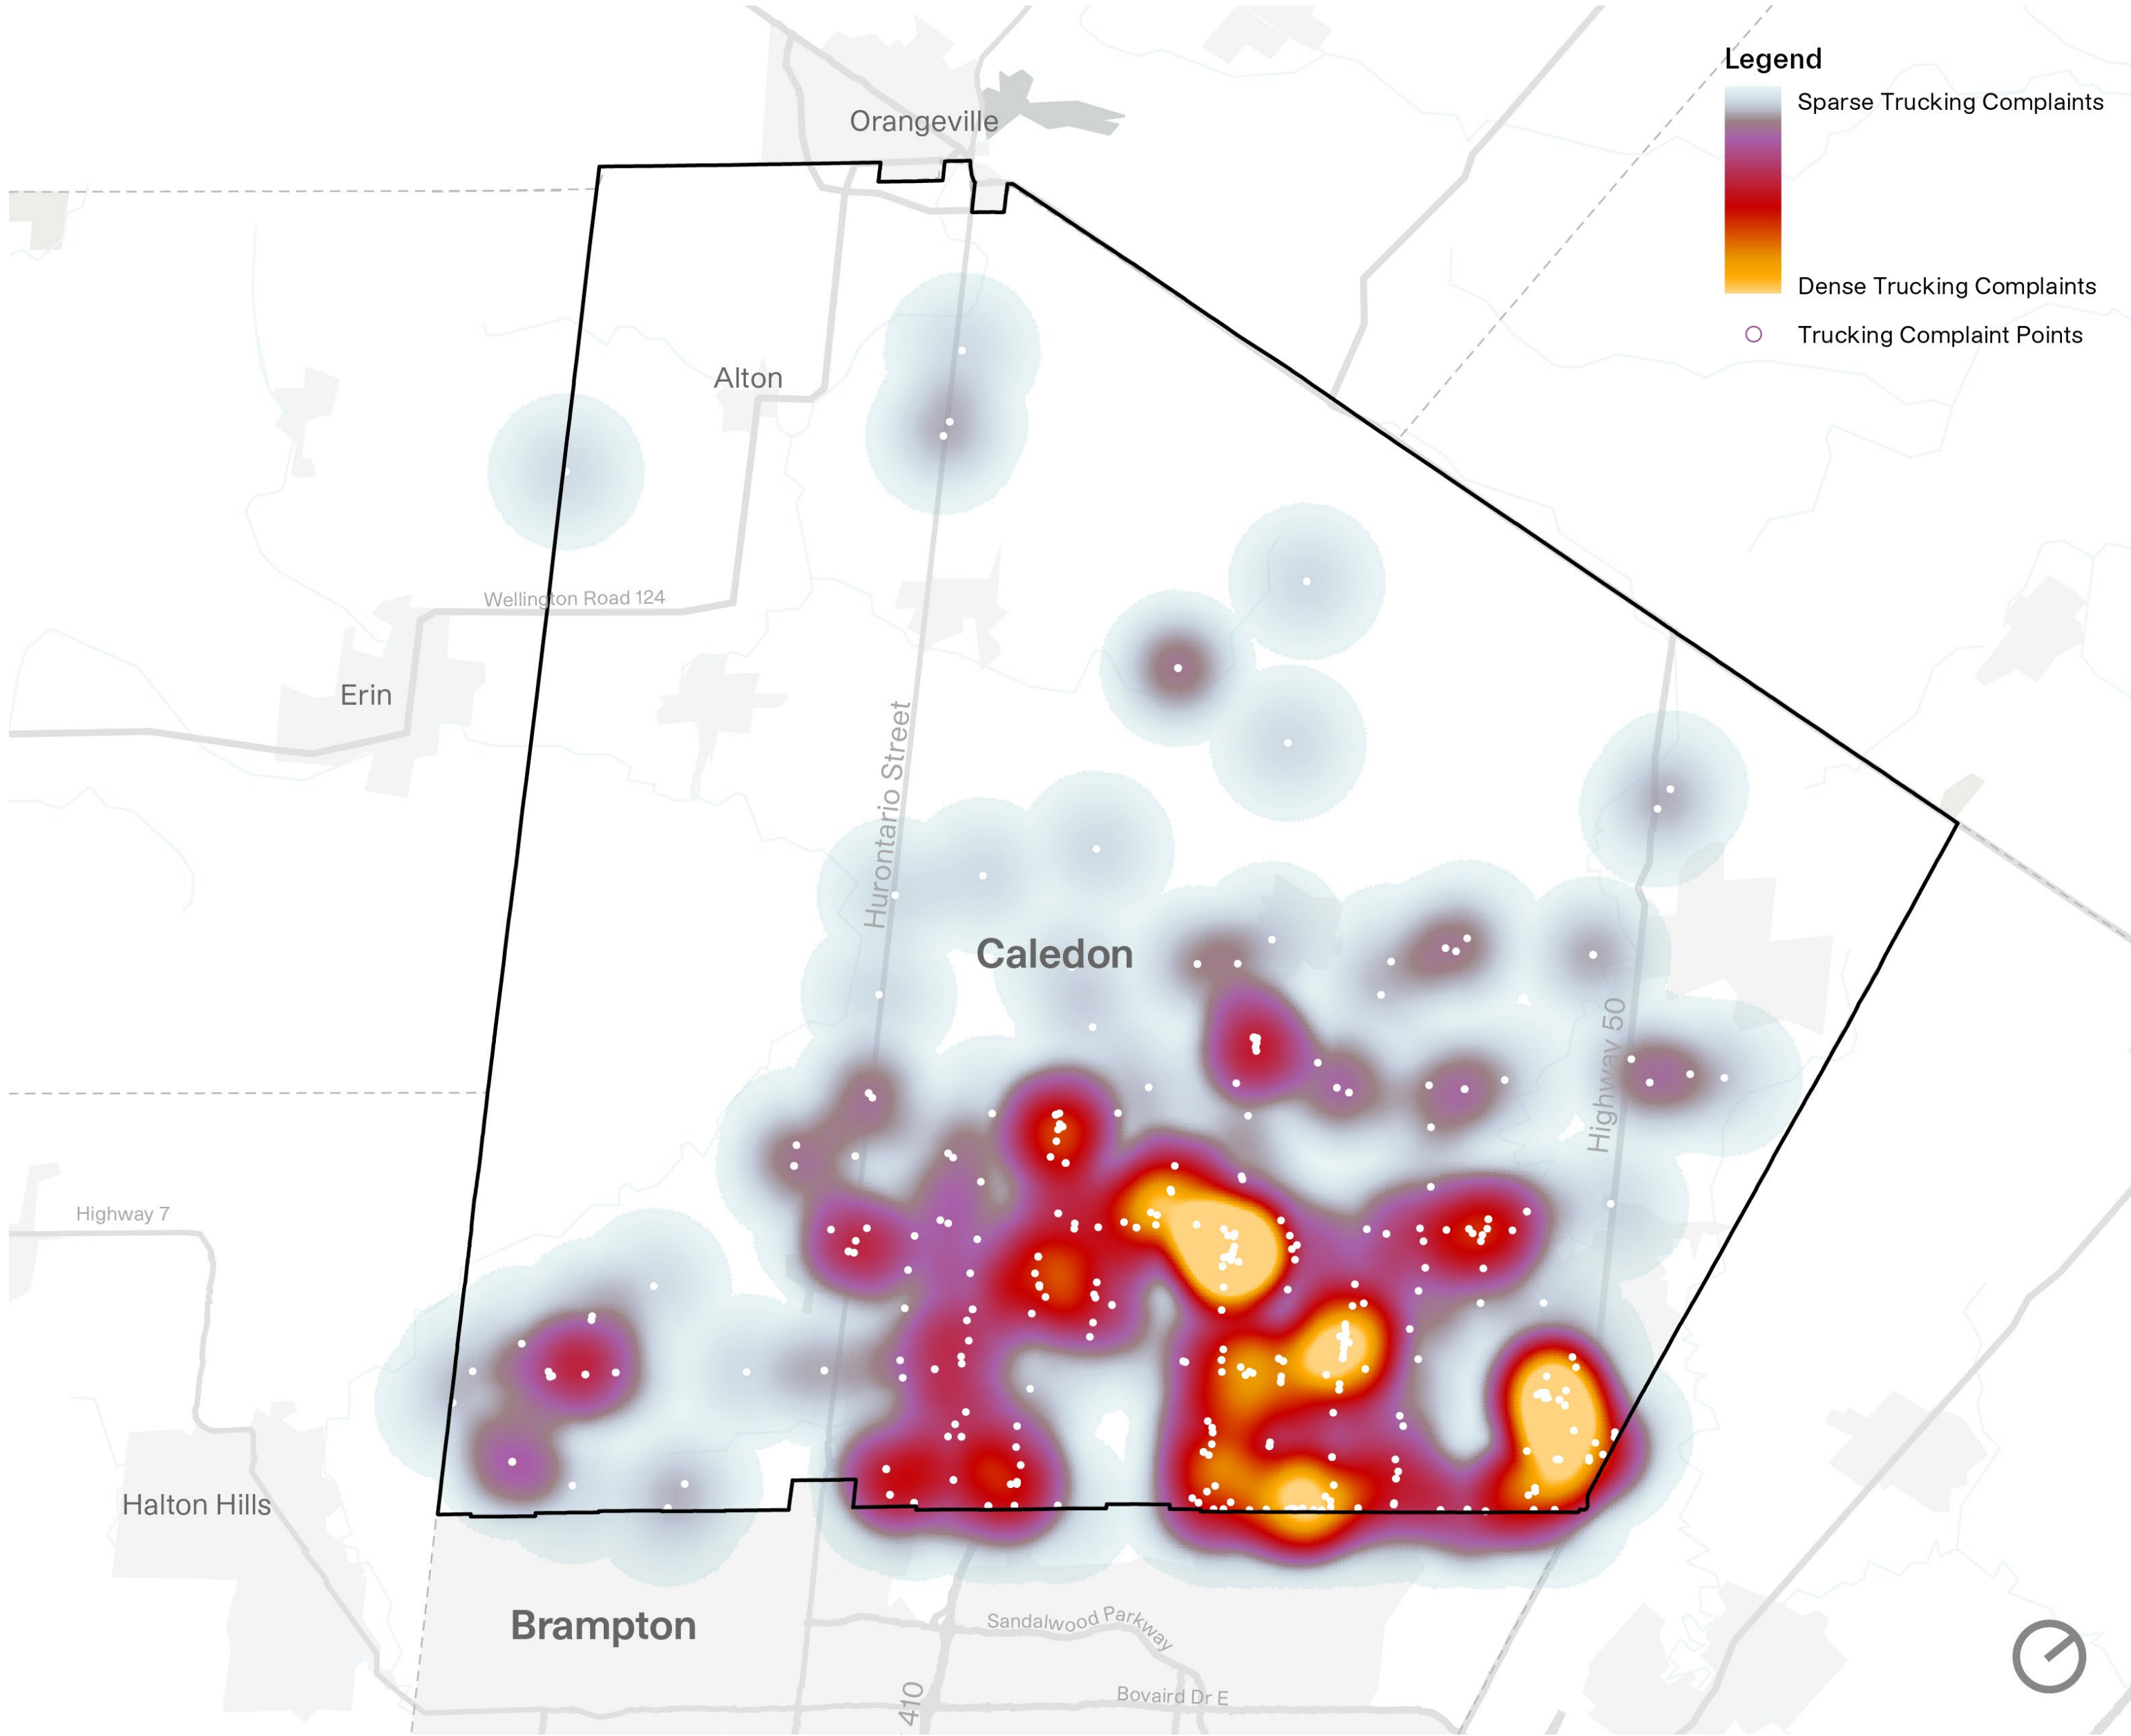 Legend
Sparse Trucking Complaints
Dense Trucking Complaints
Trucking Complaint Points
Orangeville
Alton
Wellington Road 124
Erin
Hurontario Street
Caledon
Highway 50
Highway 7
Halton Hills
Brampton
Sandalwood Parkway
410
Bovaird Dr E